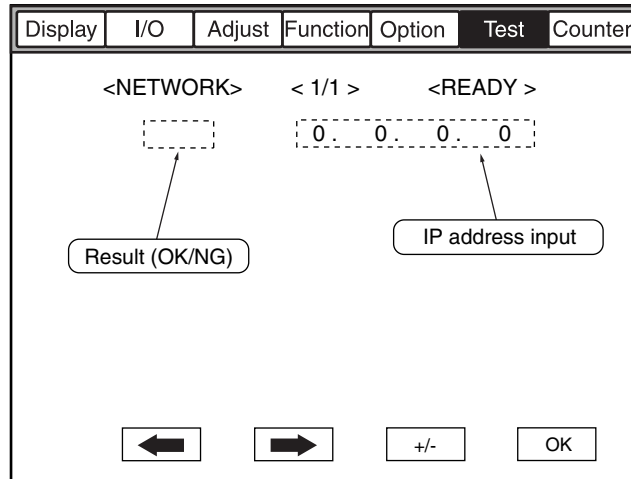 Display I/O Adjust Function Option Test Counter
<NETWORK> < 1/1 > <READY >
0. 0. 0. 0
Result (OK/NG) IP address input
+/- OK